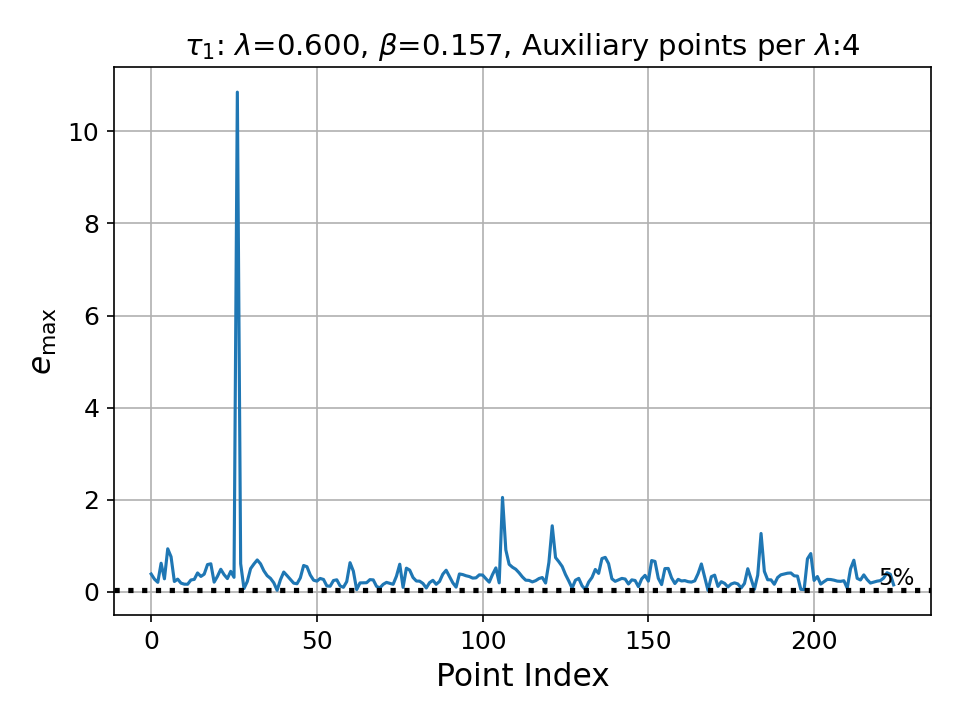 τ₁: λ=0.600, β=0.157, Auxiliary points per λ:4
10
8
6
4
2
0
e_max
5%
0 50 100 150 200
Point Index